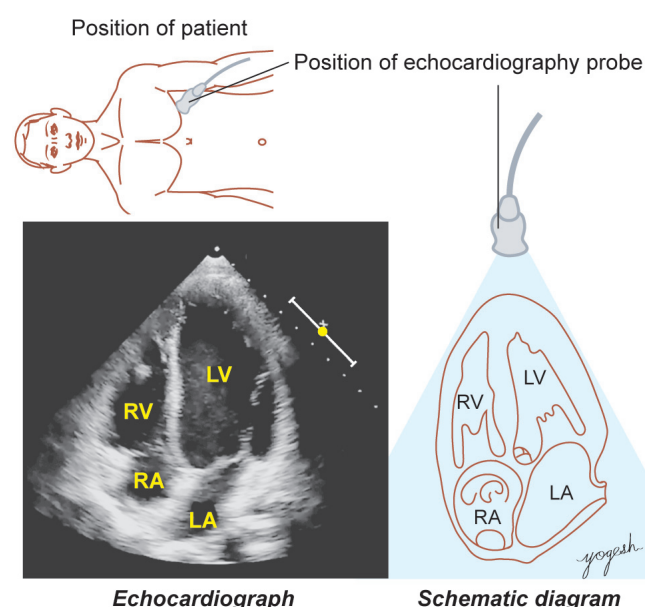 Position of patient
Position of echocardiography probe
LV
RV
RA
LA
LV
RV
LA
RA
yogesh
Echocardiograph
Schematic diagram